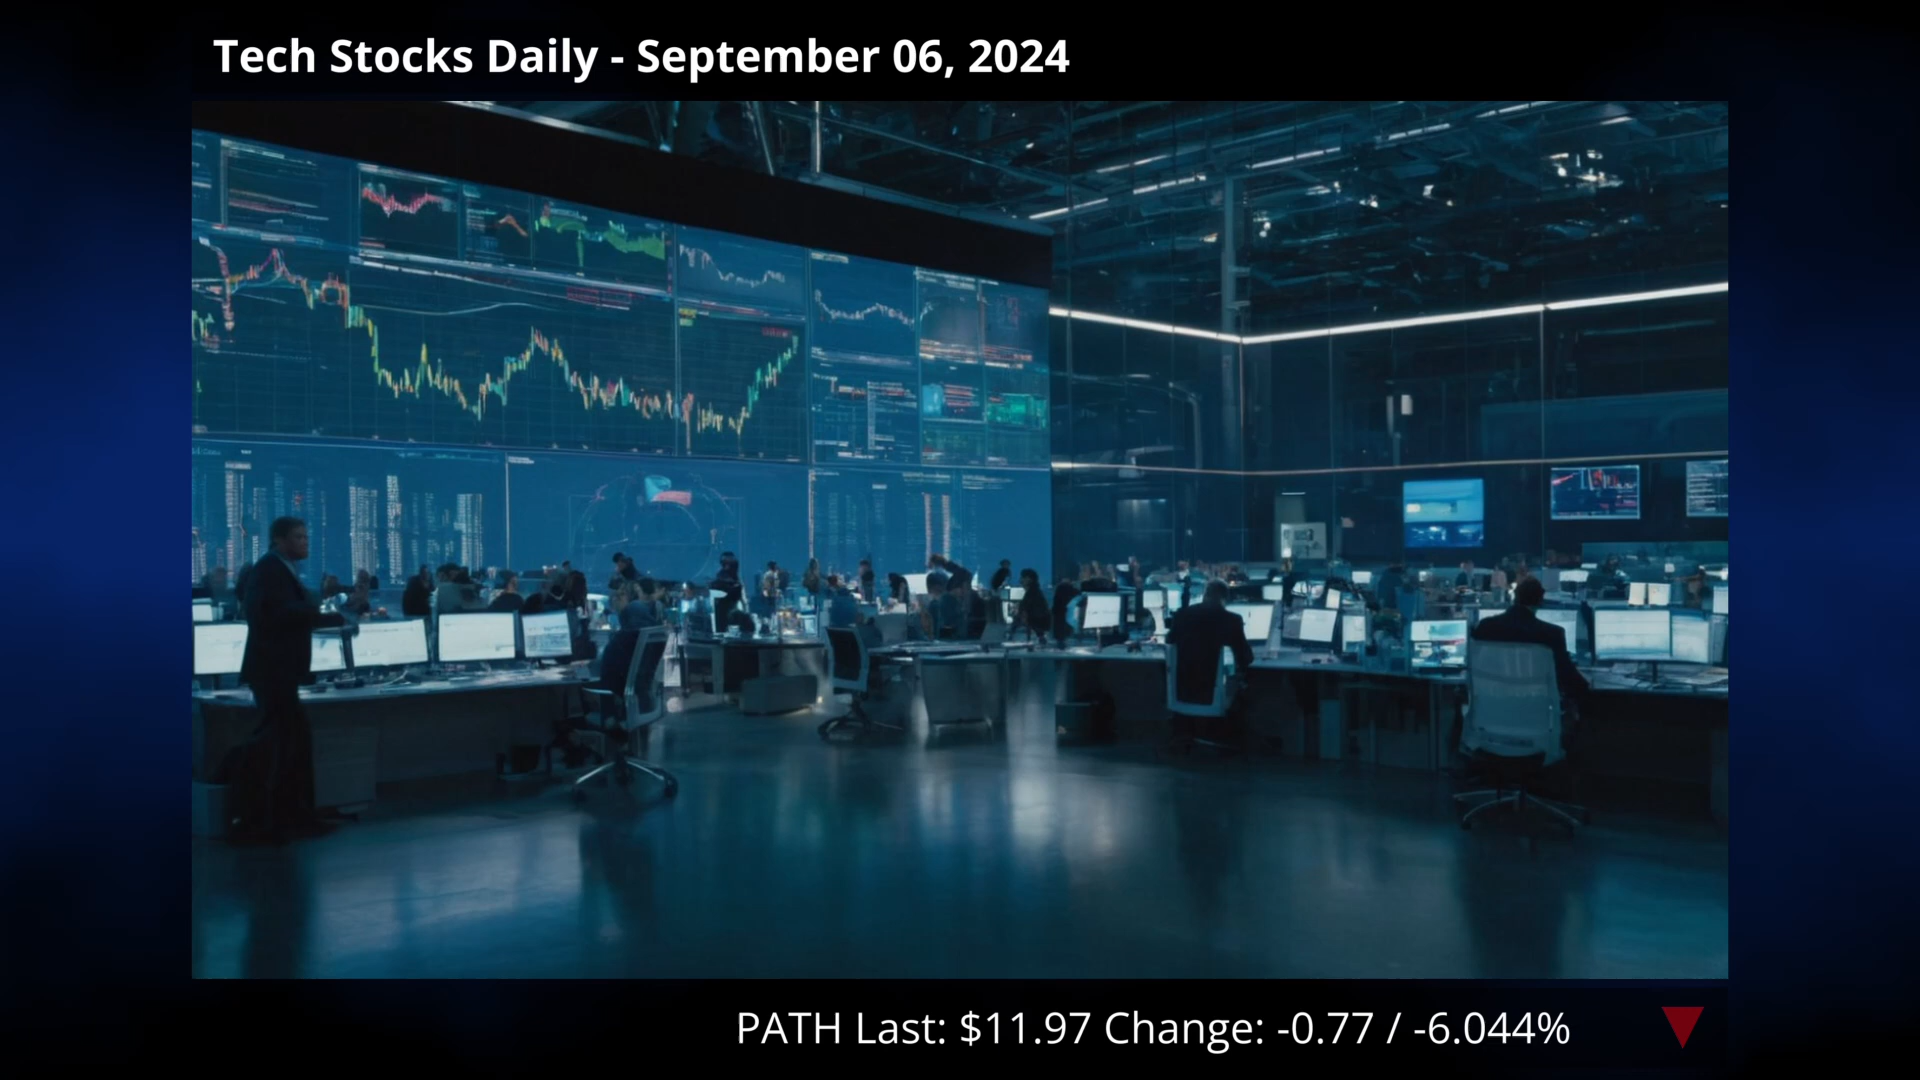 Tech Stocks Daily - September 06, 2024
PATH Last: $11.97 Change: -0.77 / -6.044%